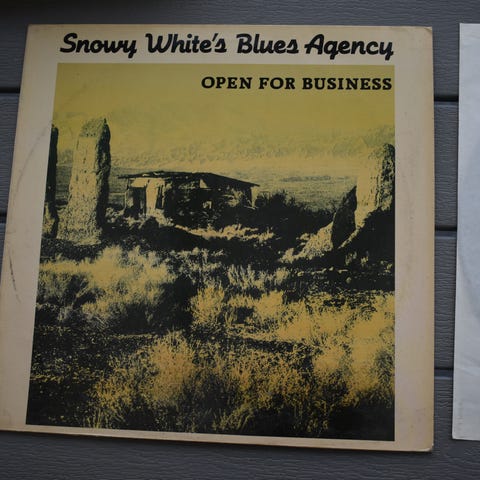 Snowy White's Blues Agency
OPEN FOR BUSINESS